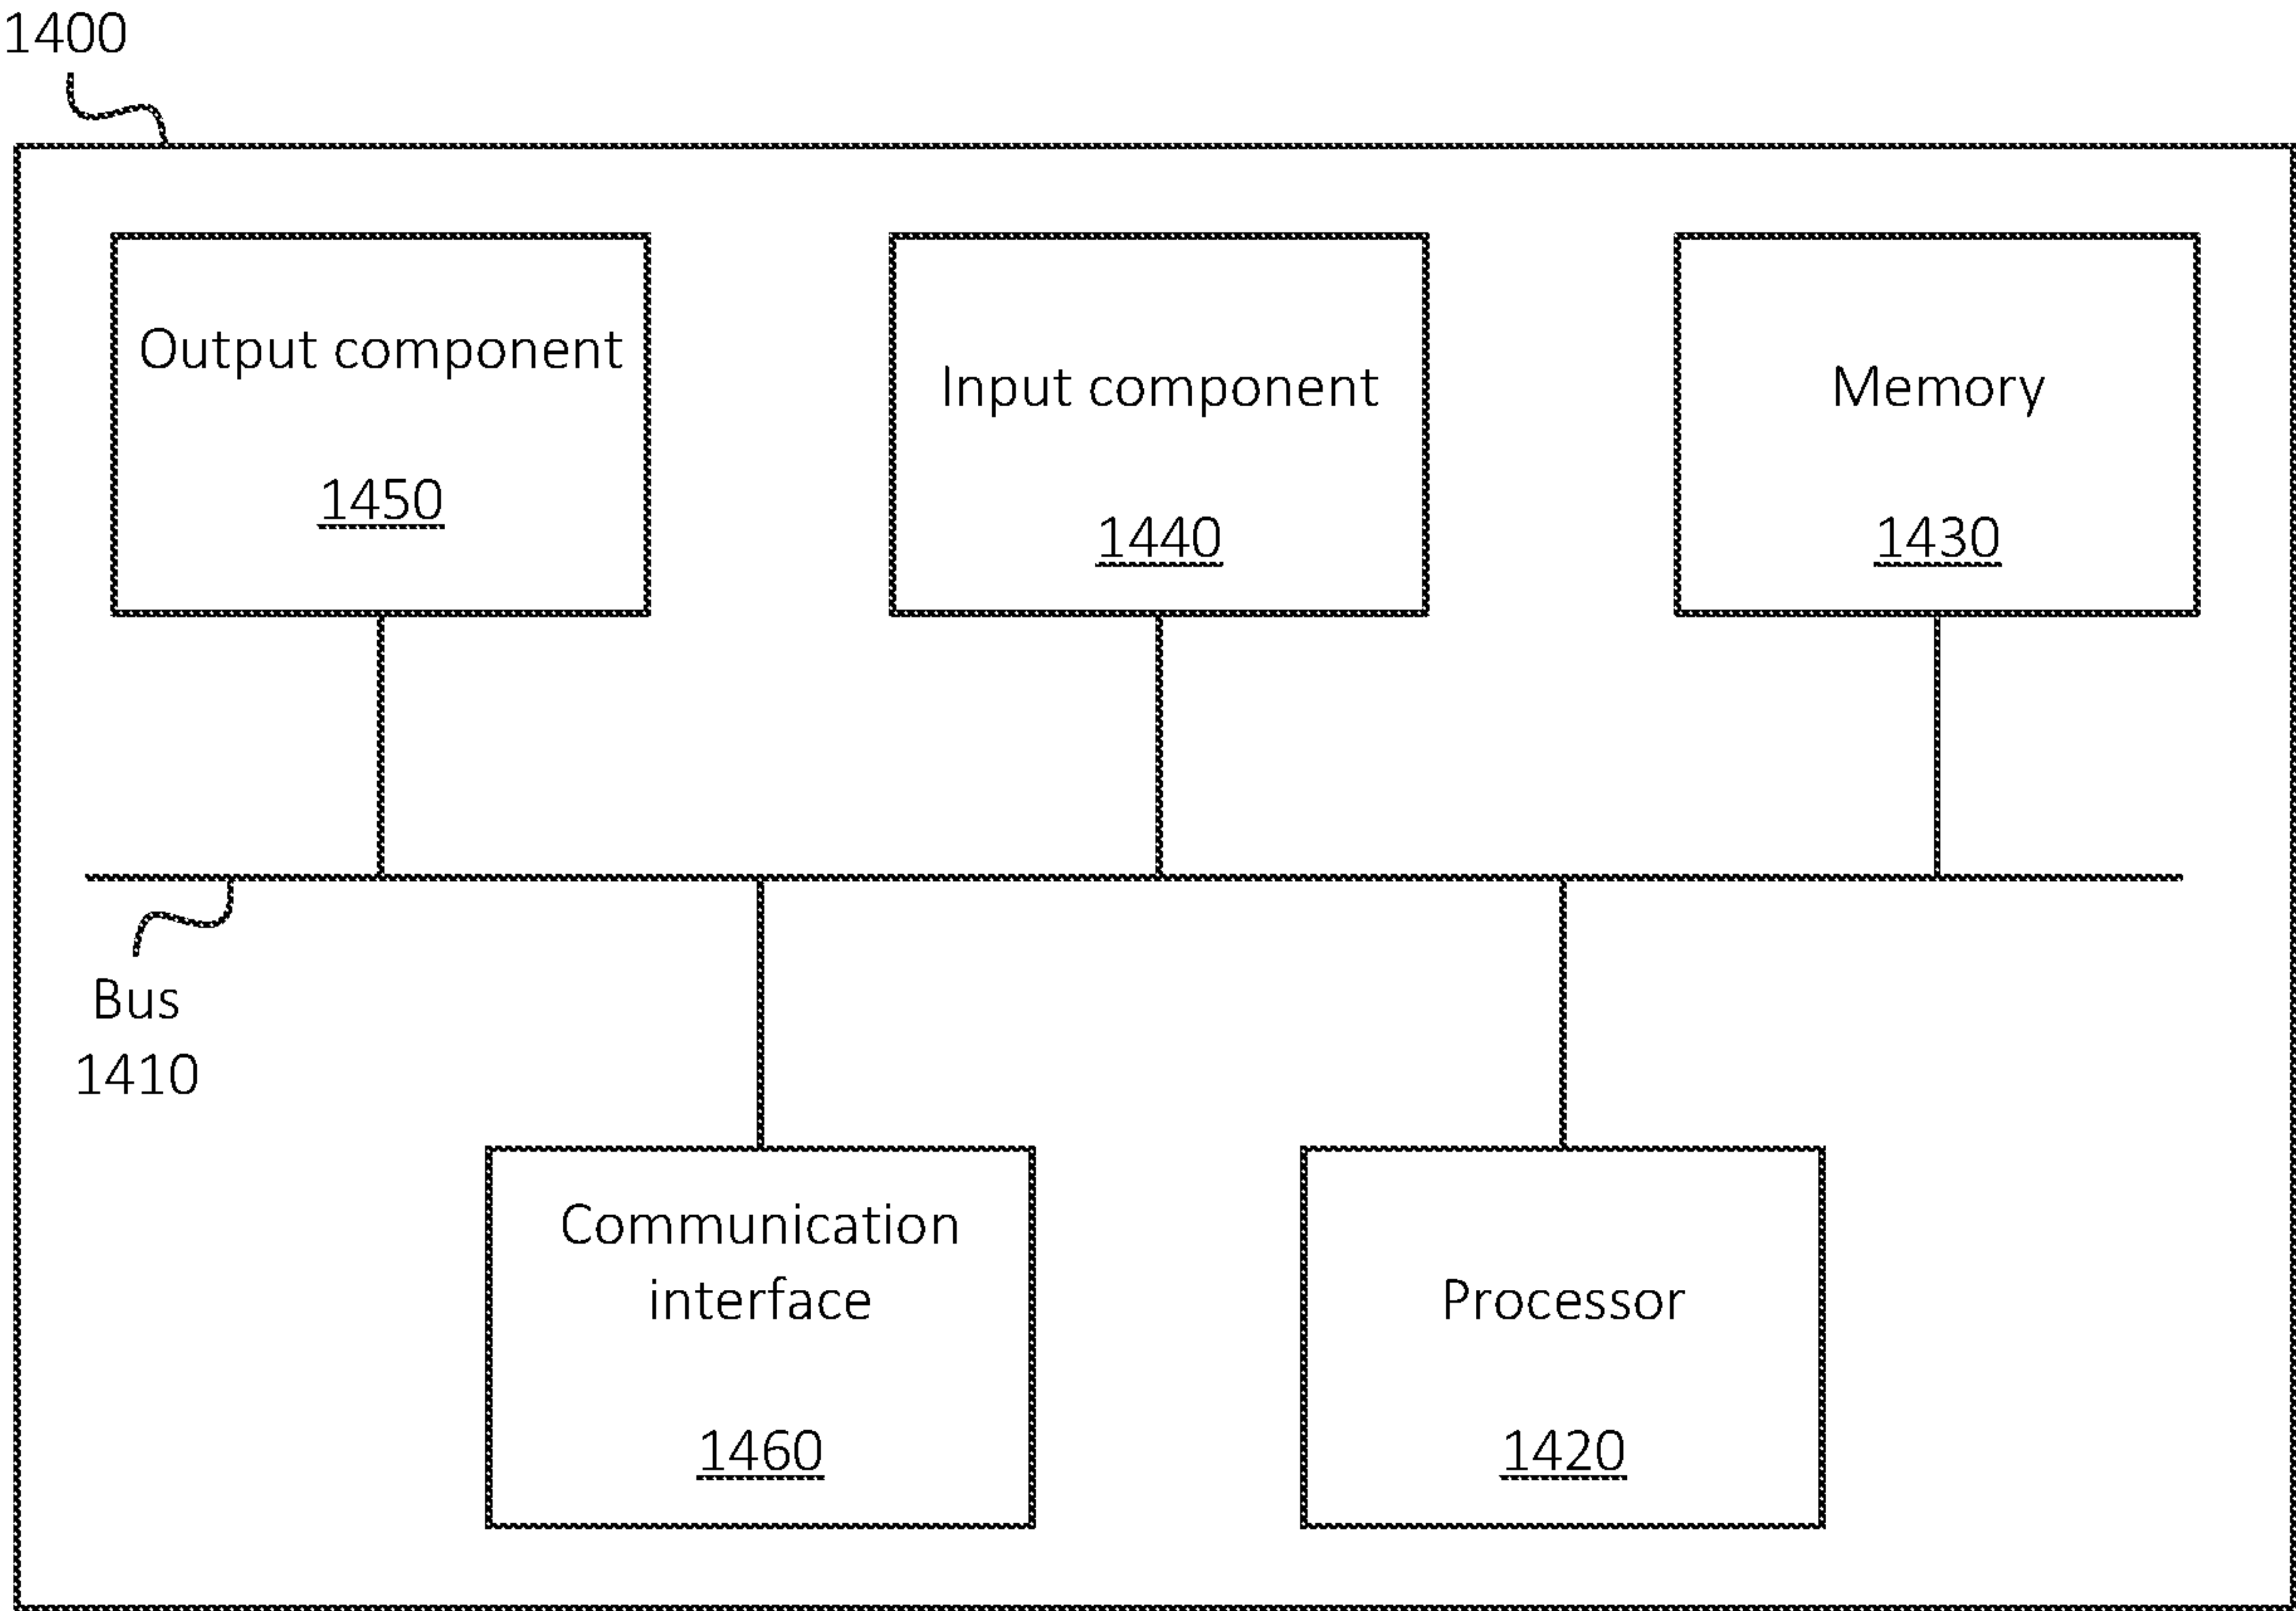 1400
Output component
1450
Input component
1440
Memory
1430
Bus
1410
Communication
interface
1460
Processor
1420